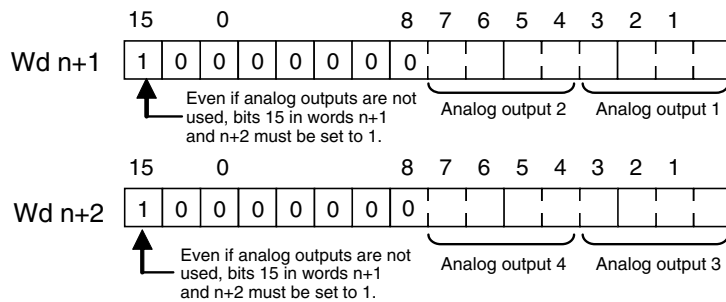 15 0 8 7 6 5 4 3 2 1
Wd n+1 1 0 0 0 0 0 0 0
Even if analog outputs are not
used, bits 15 in words n+1
and n+2 must be set to 1.
Analog output 2 Analog output 1
15 0 8 7 6 5 4 3 2 1
Wd n+2 1 0 0 0 0 0 0 0
Even if analog outputs are not
used, bits 15 in words n+1
and n+2 must be set to 1.
Analog output 4 Analog output 3